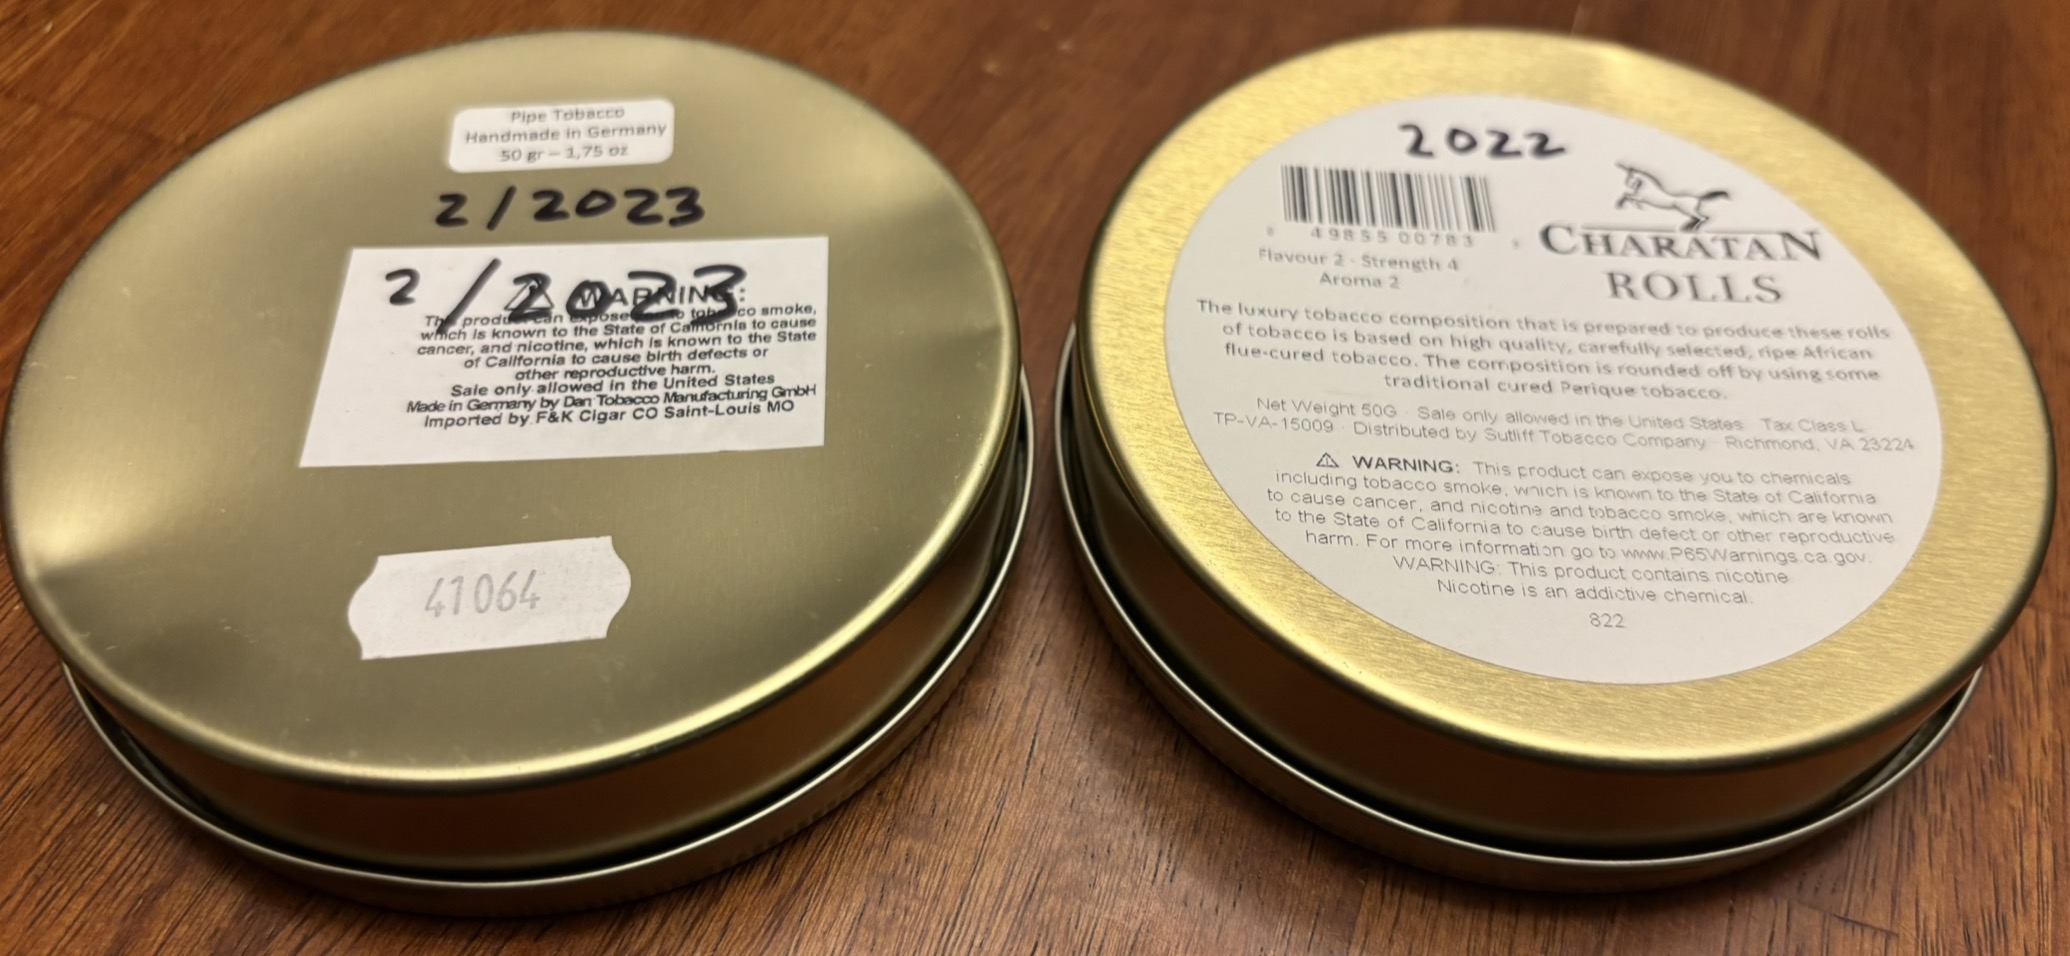 Pipe Tobacco
Handmade in Germany
50 gr – 1,75 oz
2/2023
2/2023
WARNING:
This product can expose to tobacco smoke,
which is known to the State of California to cause
cancer, and nicotine, which is known to the State
of California to cause birth defects or
other reproductive harm.
Sale only allowed in the United States
Made in Germany by Dan Tobacco Manufacturing GmbH
Imported by F&K Cigar CO Saint-Louis MO
41064
2022
49855 00783
CHARATAN
ROLLS
Flavour 2 · Strength 4
Aroma 2
The luxury tobacco composition that is prepared to produce these rolls
of tobacco is based on high quality, carefully selected, ripe African
flue-cured tobacco. The composition is rounded off by using some
traditional cured Perique tobacco.
Net Weight 50G · Sale only allowed in the United States · Tax Class L
TP-VA-15009 · Distributed by Sutliff Tobacco Company · Richmond, VA 23224
WARNING: This product can expose you to chemicals
including tobacco smoke, which is known to the State of California
to cause cancer, and nicotine and tobacco smoke, which are known
to the State of California to cause birth defect or other reproductive
harm. For more information go to www.P65Warnings.ca.gov.
WARNING: This product contains nicotine.
Nicotine is an addictive chemical.
822